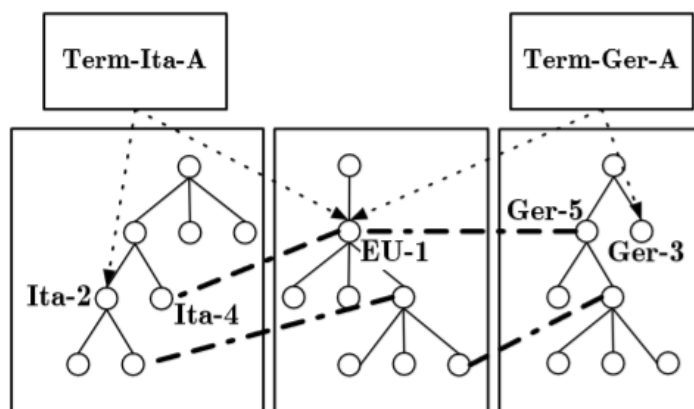 Term-Ita-A
Term-Ger-A
Ger-5
EU-1
Ger-3
Ita-2
Ita-4